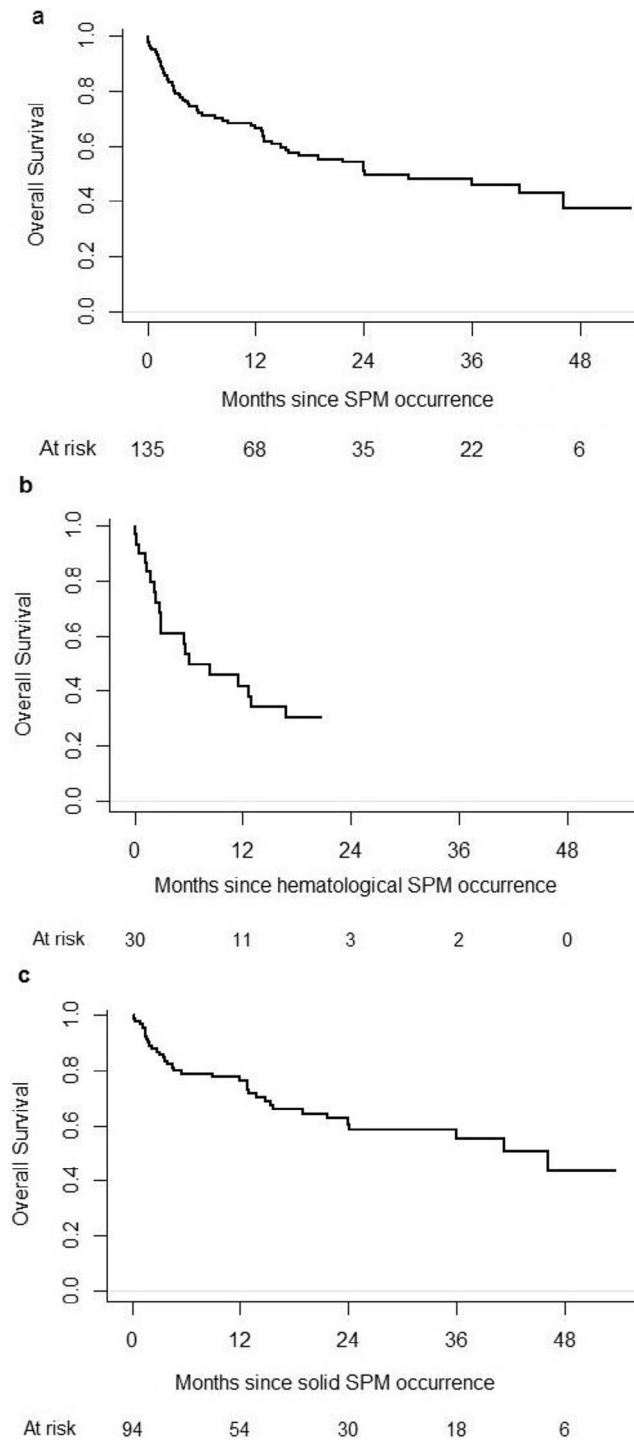 a
1.0
0.8
0.6
0.4
0.2
0.0
Overall Survival
0 12 24 36 48
Months since SPM occurrence
At risk 135 68 35 22 6
b
1.0
0.8
0.6
0.4
0.2
0.0
Overall Survival
0 12 24 36 48
Months since hematological SPM occurrence
At risk 30 11 3 2 0
c
1.0
0.8
0.6
0.4
0.2
0.0
Overall Survival
0 12 24 36 48
Months since solid SPM occurrence
At risk 94 54 30 18 6